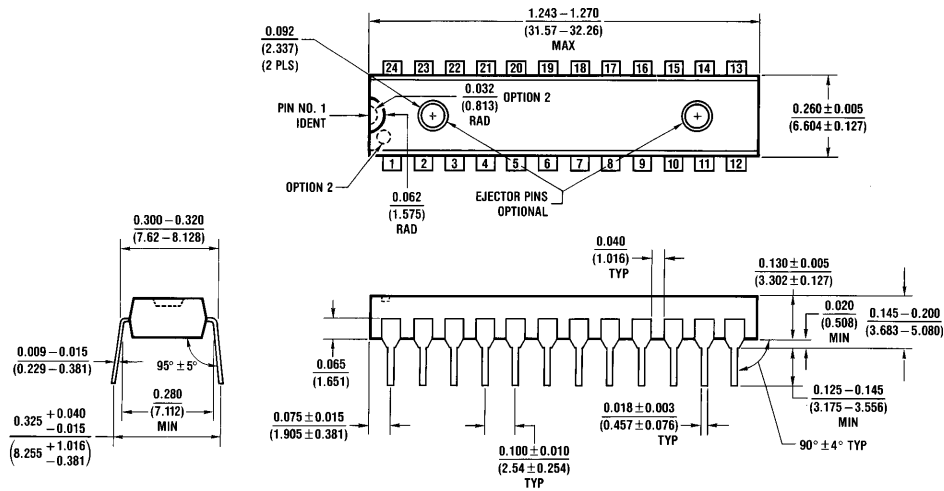 1.243 – 1.270
(31.57 – 32.26)
MAX
0.092
(2.337)
(2 PLS)
24 23 22 21 20 19 18 17 16 15 14 13
0.032
(0.813)
RAD
OPTION 2
PIN NO. 1
IDENT
0.260 ± 0.005
(6.604 ± 0.127)
1 2 3 4 5 6 7 8 9 10 11 12
OPTION 2
0.062
(1.575)
RAD
EJECTOR PINS
OPTIONAL
0.300 – 0.320
(7.62 – 8.128)
0.040
(1.016)
TYP
0.130 ± 0.005
(3.302 ± 0.127)
0.020
(0.508)
MIN
0.145 – 0.200
(3.683 – 5.080)
0.009 – 0.015
(0.229 – 0.381)
95° ± 5°
0.065
(1.651)
0.280
(7.112)
MIN
0.125 – 0.145
(3.175 – 3.556)
MIN
0.325 + 0.040
– 0.015
(8.255 + 1.016
– 0.381)
0.075 ± 0.015
(1.905 ± 0.381)
0.018 ± 0.003
(0.457 ± 0.076)
TYP
90° ± 4° TYP
0.100 ± 0.010
(2.54 ± 0.254)
TYP